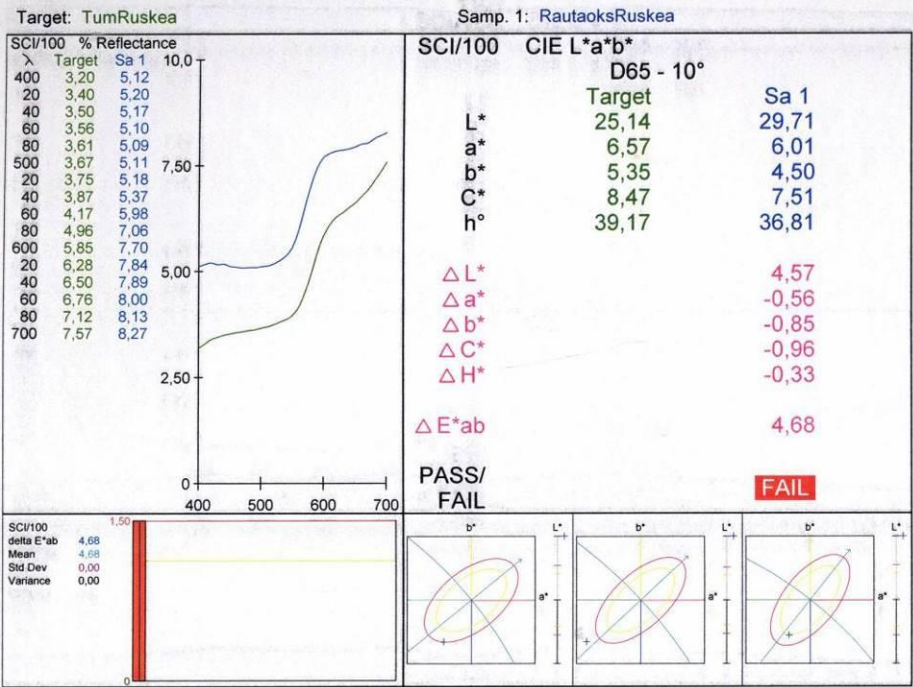 Target: TumRuskea
Samp. 1: RautaoksRuskea
SCI/100 % Reflectance
λ Target Sa 1
400 3,20 5,12
20 3,40 5,20
40 3,50 5,17
60 3,56 5,10
80 3,61 5,09
500 3,67 5,11
20 3,75 5,18
40 3,87 5,37
60 4,17 5,98
80 4,96 7,06
600 5,85 7,70
20 6,28 7,84
40 6,50 7,89
60 6,76 8,00
80 7,12 8,13
700 7,57 8,27
10,0
7,50
5,00
2,50
0
400 500 600 700
SCI/100 CIE L*a*b*
D65 - 10°
Target Sa 1
L* 25,14 29,71
a* 6,57 6,01
b* 5,35 4,50
C* 8,47 7,51
h° 39,17 36,81
△ L* 4,57
△ a* -0,56
△ b* -0,85
△ C* -0,96
△ H* -0,33
△ E*ab 4,68
PASS/
FAIL
FAIL
SCI/100
delta E*ab 4,68
Mean 4,68
Std Dev 0,00
Variance 0,00
1,50
0
b* L* b* L* b* L*
a* a* a*